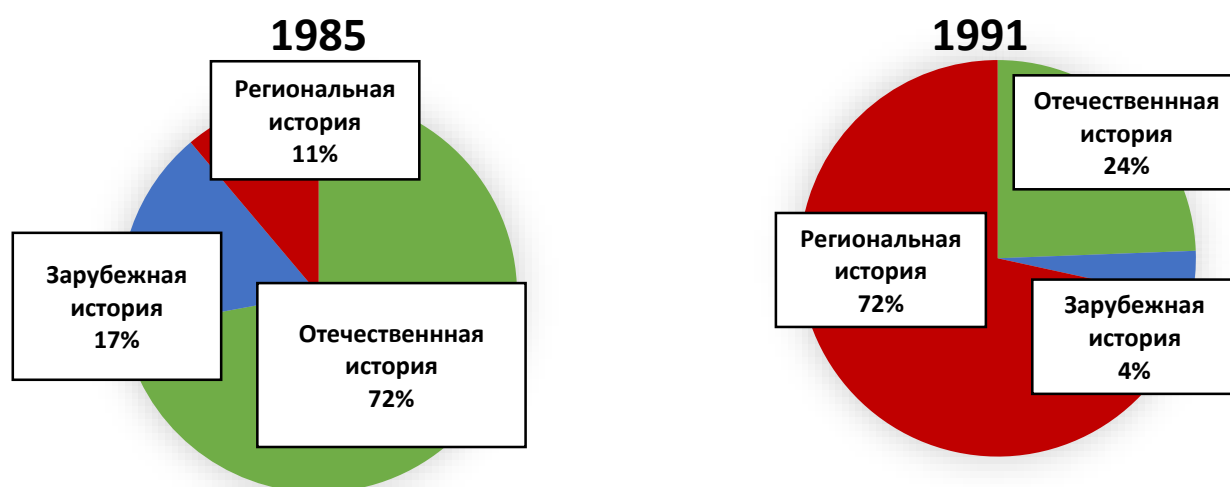 1985
Региональная
история
11%
Зарубежная
история
17%
Отечественнная
история
72%
1991
Отечественнная
история
24%
Региональная
история
72%
Зарубежная
история
4%